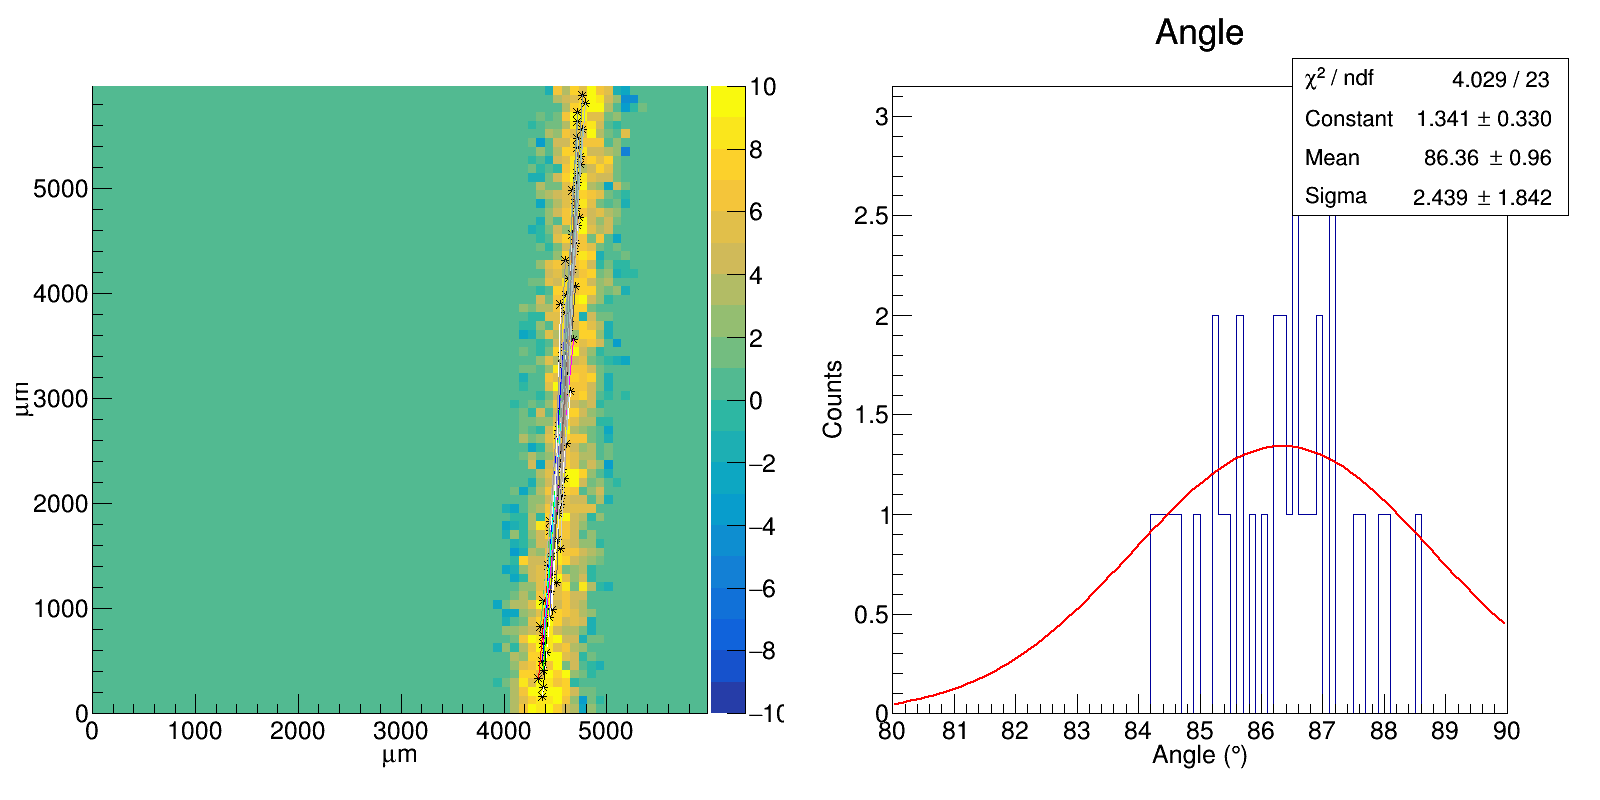 Angle
χ² / ndf 4.029 / 23
Constant 1.341 ± 0.330
Mean 86.36 ± 0.96
Sigma 2.439 ± 1.842
μm
5000
4000
3000
2000
1000
0
0 1000 2000 3000 4000 5000
μm
10
8
6
4
2
0
−2
−4
−6
−8
−10
Counts
3
2.5
2
1.5
1
0.5
0
80 81 82 83 84 85 86 87 88 89 90
Angle (°)